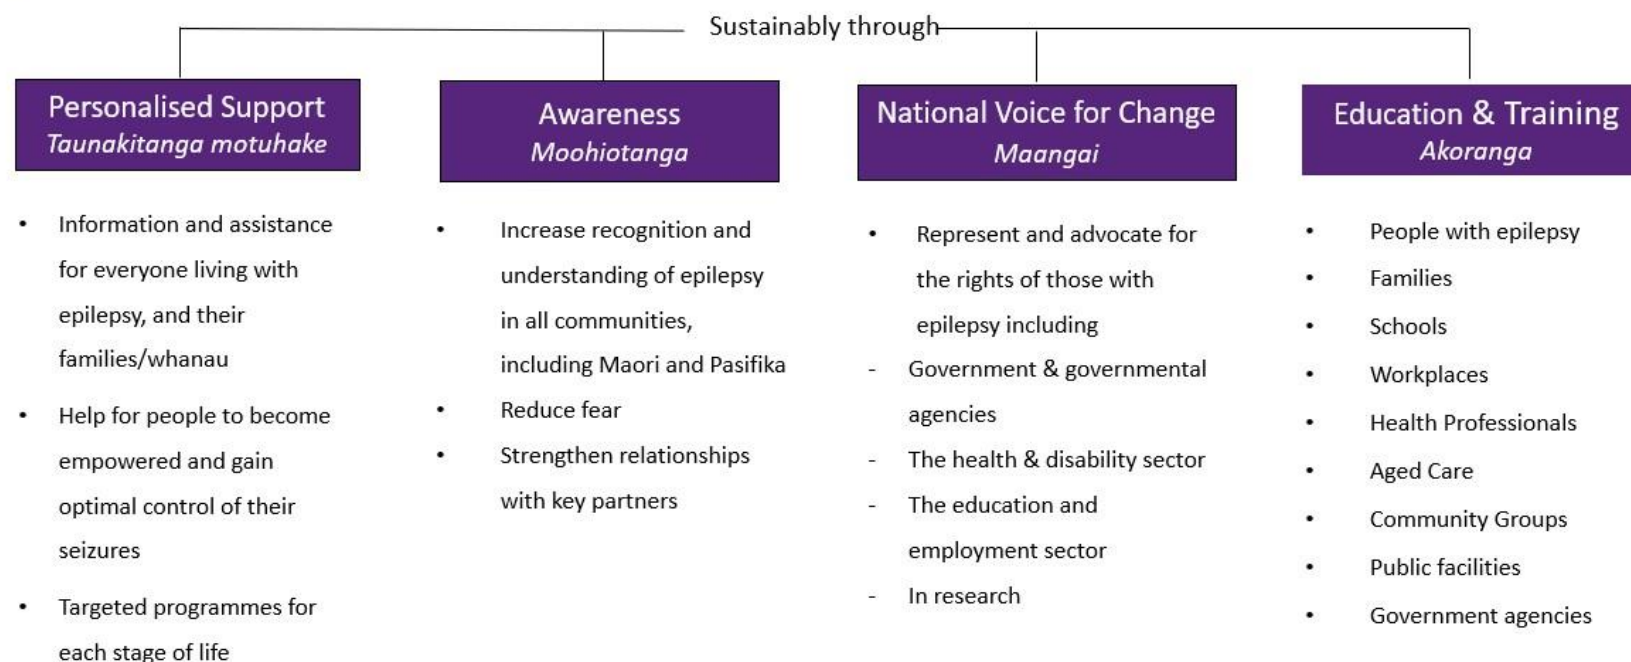 Sustainably through
Personalised Support
Taunakitanga motuhake
• Information and assistance
for everyone living with
epilepsy, and their
families/whanau
• Help for people to become
empowered and gain
optimal control of their
seizures
• Targeted programmes for
each stage of life
Awareness
Moohiotanga
• Increase recognition and
understanding of epilepsy
in all communities,
including Maori and Pasifika
• Reduce fear
• Strengthen relationships
with key partners
National Voice for Change
Maangai
• Represent and advocate for
the rights of those with
epilepsy including
- Government & governmental
agencies
- The health & disability sector
- The education and
employment sector
- In research
Education & Training
Akoranga
• People with epilepsy
• Families
• Schools
• Workplaces
• Health Professionals
• Aged Care
• Community Groups
• Public facilities
• Government agencies